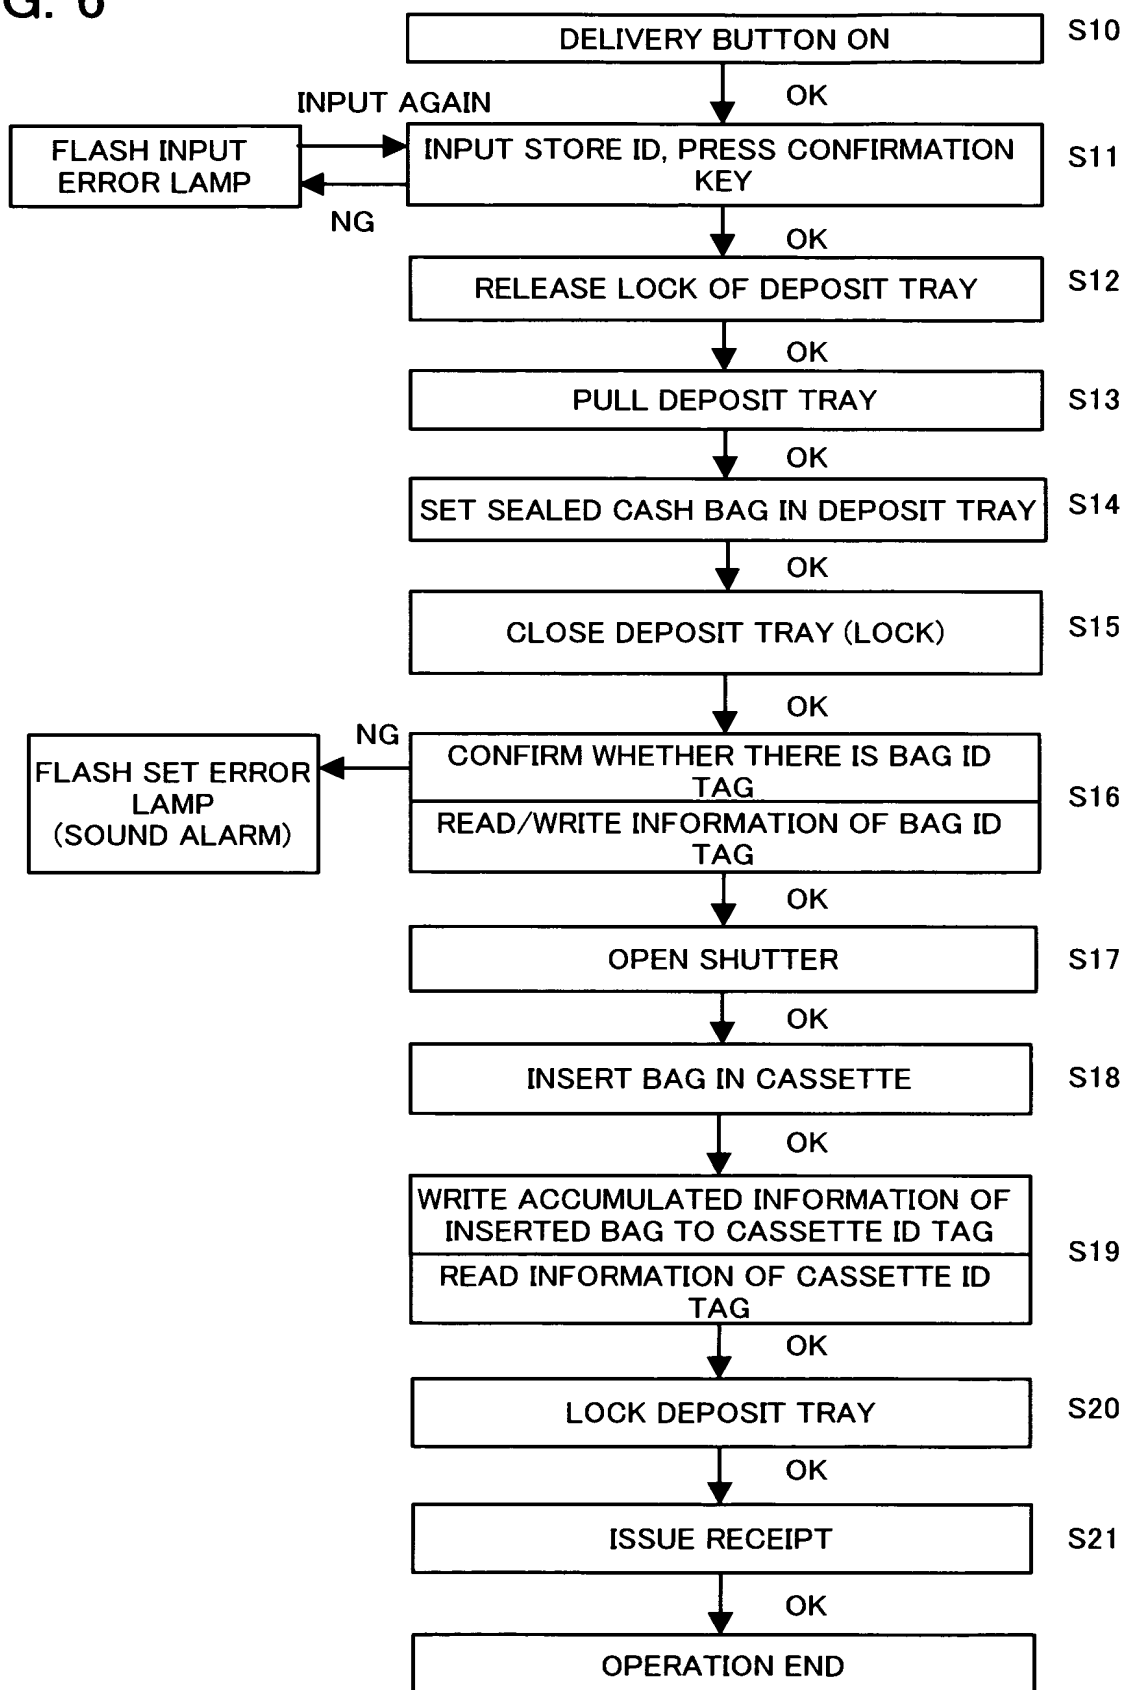 G. 6
DELIVERY BUTTON ON
S10
OK
INPUT AGAIN
FLASH INPUT
ERROR LAMP
INPUT STORE ID, PRESS CONFIRMATION
KEY
S11
NG
OK
RELEASE LOCK OF DEPOSIT TRAY
S12
OK
PULL DEPOSIT TRAY
S13
OK
SET SEALED CASH BAG IN DEPOSIT TRAY
S14
OK
CLOSE DEPOSIT TRAY (LOCK)
S15
OK
NG
FLASH SET ERROR
LAMP
(SOUND ALARM)
CONFIRM WHETHER THERE IS BAG ID
TAG
READ/WRITE INFORMATION OF BAG ID
TAG
S16
OK
OPEN SHUTTER
S17
OK
INSERT BAG IN CASSETTE
S18
OK
WRITE ACCUMULATED INFORMATION OF
INSERTED BAG TO CASSETTE ID TAG
READ INFORMATION OF CASSETTE ID
TAG
S19
OK
LOCK DEPOSIT TRAY
S20
OK
ISSUE RECEIPT
S21
OK
OPERATION END